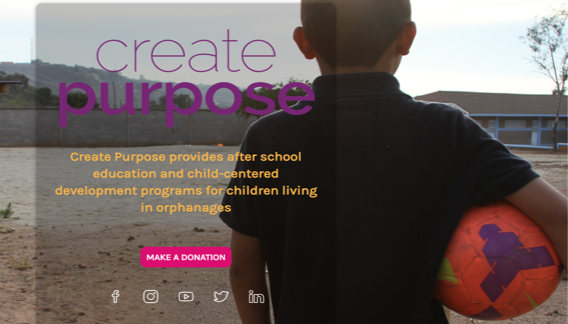 create
purpose
Create Purpose provides after school
education and child-centered
development programs for children living
in orphanages
MAKE A DONATION